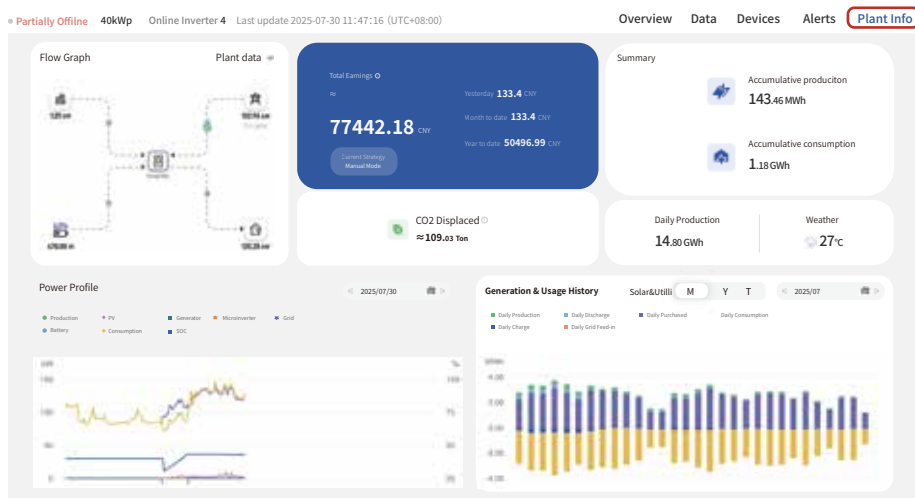 Partially Offilne 40kWp Online Inverter 4 Last update 2025-07-30 11:47:16 (UTC+08:00)
Overview Data Devices Alerts Plant Info
Flow Graph Plant data
Total Earnings
≈
77442.18 CNY
Current Strategy
Manual Mode
Yesterday 133.4 CNY
Month to date 133.4 CNY
Year to date 50496.99 CNY
CO2 Displaced
≈109.03 Ton
Summary
Accumulative produciton
143.46 MWh
Accumulative consumption
1.18 GWh
Daily Production
14.80 GWh
Weather
27°C
Power Profile
< 2025/07/30 >
Production PV Generator Microinverter Grid
Battery Consumption SOC
Generation & Usage History
Solar&Utilli M Y T
< 2025/07 >
Daily Production Daily Discharge Daily Purchased Daily Consumption
Daily Charge Daily Grid Feed-in